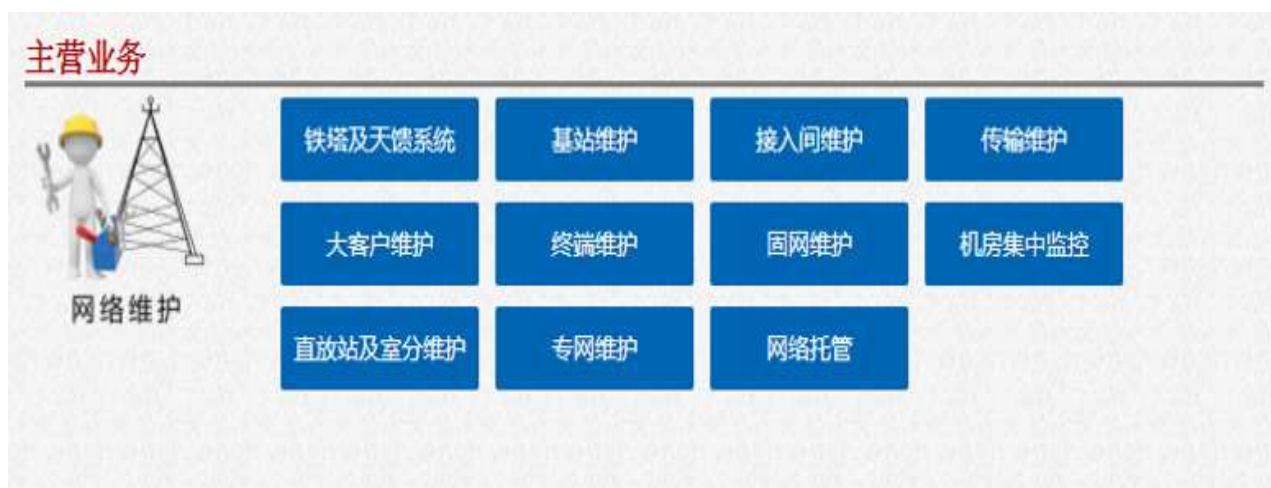 主营业务
铁塔及天馈系统
基站维护
接入间维护
传输维护
大客户维护
终端维护
固网维护
机房集中监控
网络维护
直放站及室分维护
专网维护
网络托管